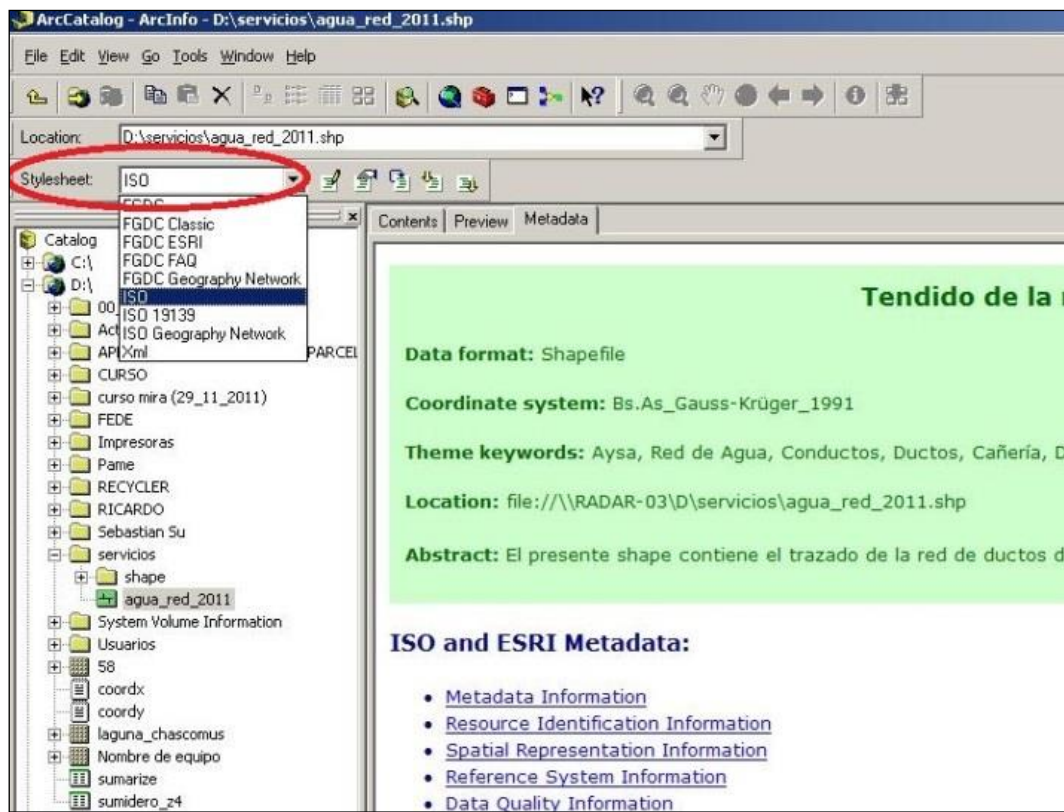 ArcCatalog - ArcInfo - D:\servicios\agua_red_2011.shp
File Edit View Go Tools Window Help
Location: D:\servicios\agua_red_2011.shp
Stylesheet: ISO
FGDC
FGDC Classic
FGDC ESRI
FGDC FAQ
FGDC Geography Network
ISO
ISO 19139
ISO Geography Network
Xml
Catalog
C:\
D:\
00
Act
API
PARCEL
CURSO
curso mira (29_11_2011)
FEDE
Impresoras
Pame
RECYCLER
RICARDO
Sebastian Su
servicios
shape
agua_red_2011
System Volume Information
Usuarios
58
coordx
coordy
laguna_chascomus
Nombre de equipo
sumarize
sumidero_z4
Contents Preview Metadata
Tendido de la
Data format: Shapefile
Coordinate system: Bs.As_Gauss-Krüger_1991
Theme keywords: Aysa, Red de Agua, Conductos, Ductos, Cañería, D
Location: file://\\RADAR-03\D\servicios\agua_red_2011.shp
Abstract: El presente shape contiene el trazado de la red de ductos d
ISO and ESRI Metadata:
• Metadata Information
• Resource Identification Information
• Spatial Representation Information
• Reference System Information
• Data Quality Information